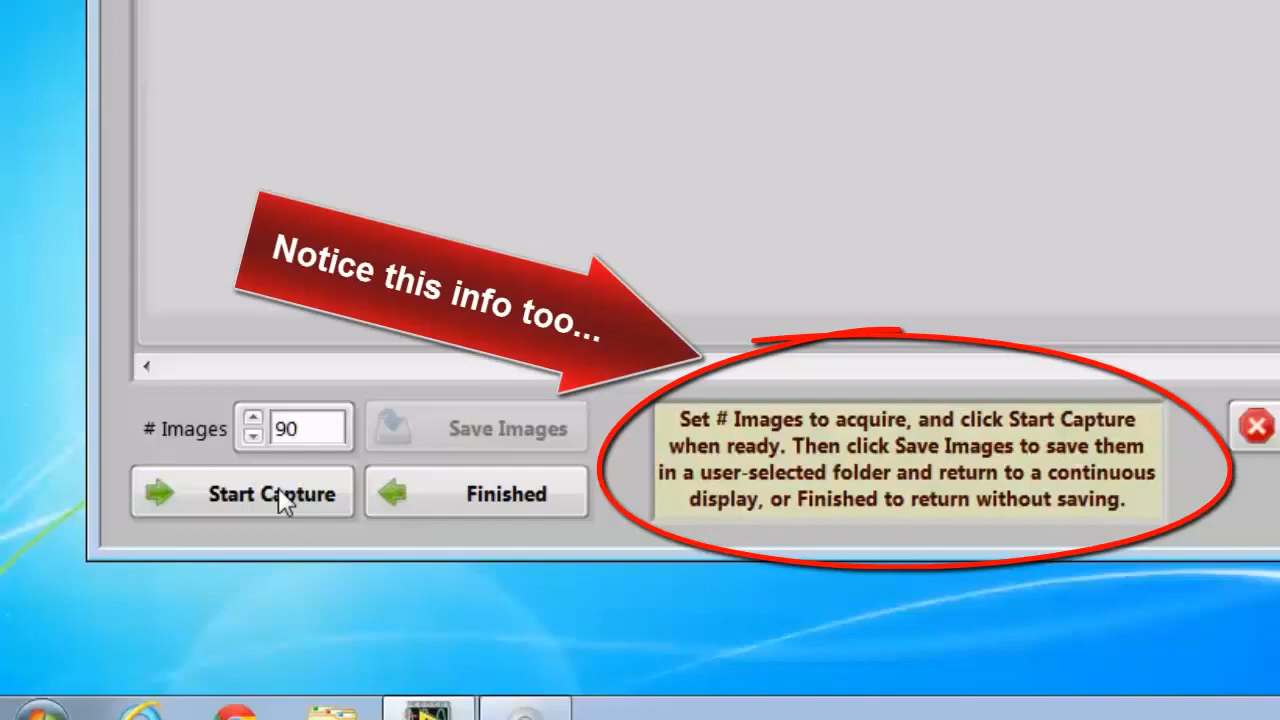 Notice this info too...
# Images 90 Save Images
Start Capture Finished
Set # Images to acquire, and click Start Capture
when ready. Then click Save Images to save them
in a user-selected folder and return to a continuous
display, or Finished to return without saving.